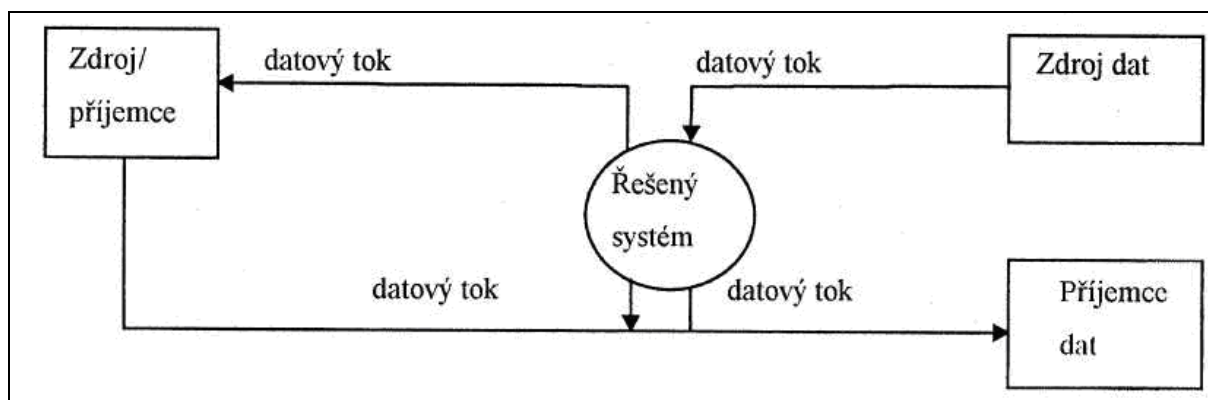 Zdroj/
příjemce
datový tok
datový tok
Zdroj dat
Řešený
systém
datový tok
datový tok
Příjemce
dat